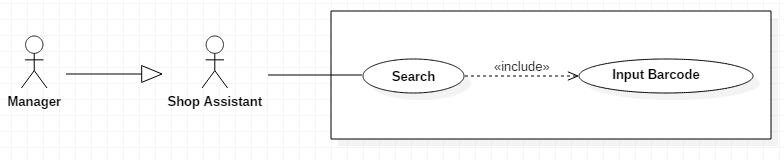 «include»
Search
Input Barcode
Manager
Shop Assistant